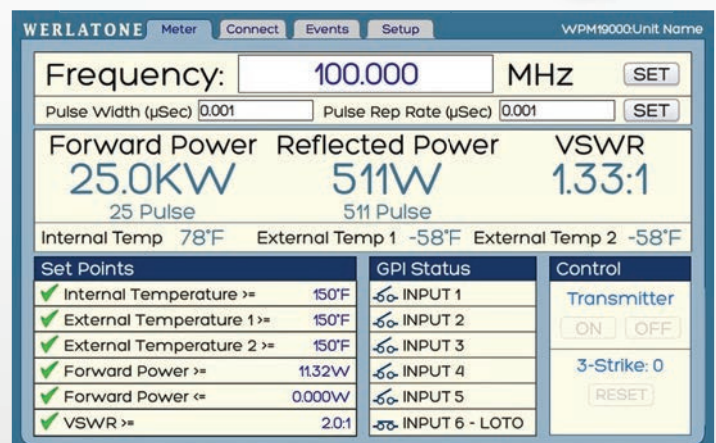 WERLATONE Meter Connect Events Setup WPM19000:Unit Name
Frequency: 100.000 MHz SET
Pulse Width (µSec) 0.001 Pulse Rep Rate (µSec) 0.001 SET
Forward Power Reflected Power VSWR
25.0KW 511W 1.33:1
25 Pulse 511 Pulse
Internal Temp 78°F External Temp 1 -58°F External Temp 2 -58°F
Set Points
Internal Temperature >= 150°F
External Temperature 1 >= 150°F
External Temperature 2 >= 150°F
Forward Power >= 11.32W
Forward Power <= 0.000W
VSWR >= 2.0:1
GPI Status
INPUT 1
INPUT 2
INPUT 3
INPUT 4
INPUT 5
INPUT 6 - LOTO
Control
Transmitter
ON OFF
3-Strike: 0
RESET